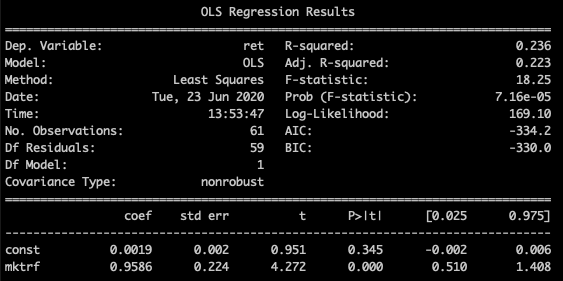 OLS Regression Results
Dep. Variable: ret R-squared: 0.236
Model: OLS Adj. R-squared: 0.223
Method: Least Squares F-statistic: 18.25
Date: Tue, 23 Jun 2020 Prob (F-statistic): 7.16e-05
Time: 13:53:47 Log-Likelihood: 169.10
No. Observations: 61 AIC: -334.2
Df Residuals: 59 BIC: -330.0
Df Model: 1
Covariance Type: nonrobust
coef std err t P>|t| [0.025 0.975]
const 0.0019 0.002 0.951 0.345 -0.002 0.006
mktrf 0.9586 0.224 4.272 0.000 0.510 1.408